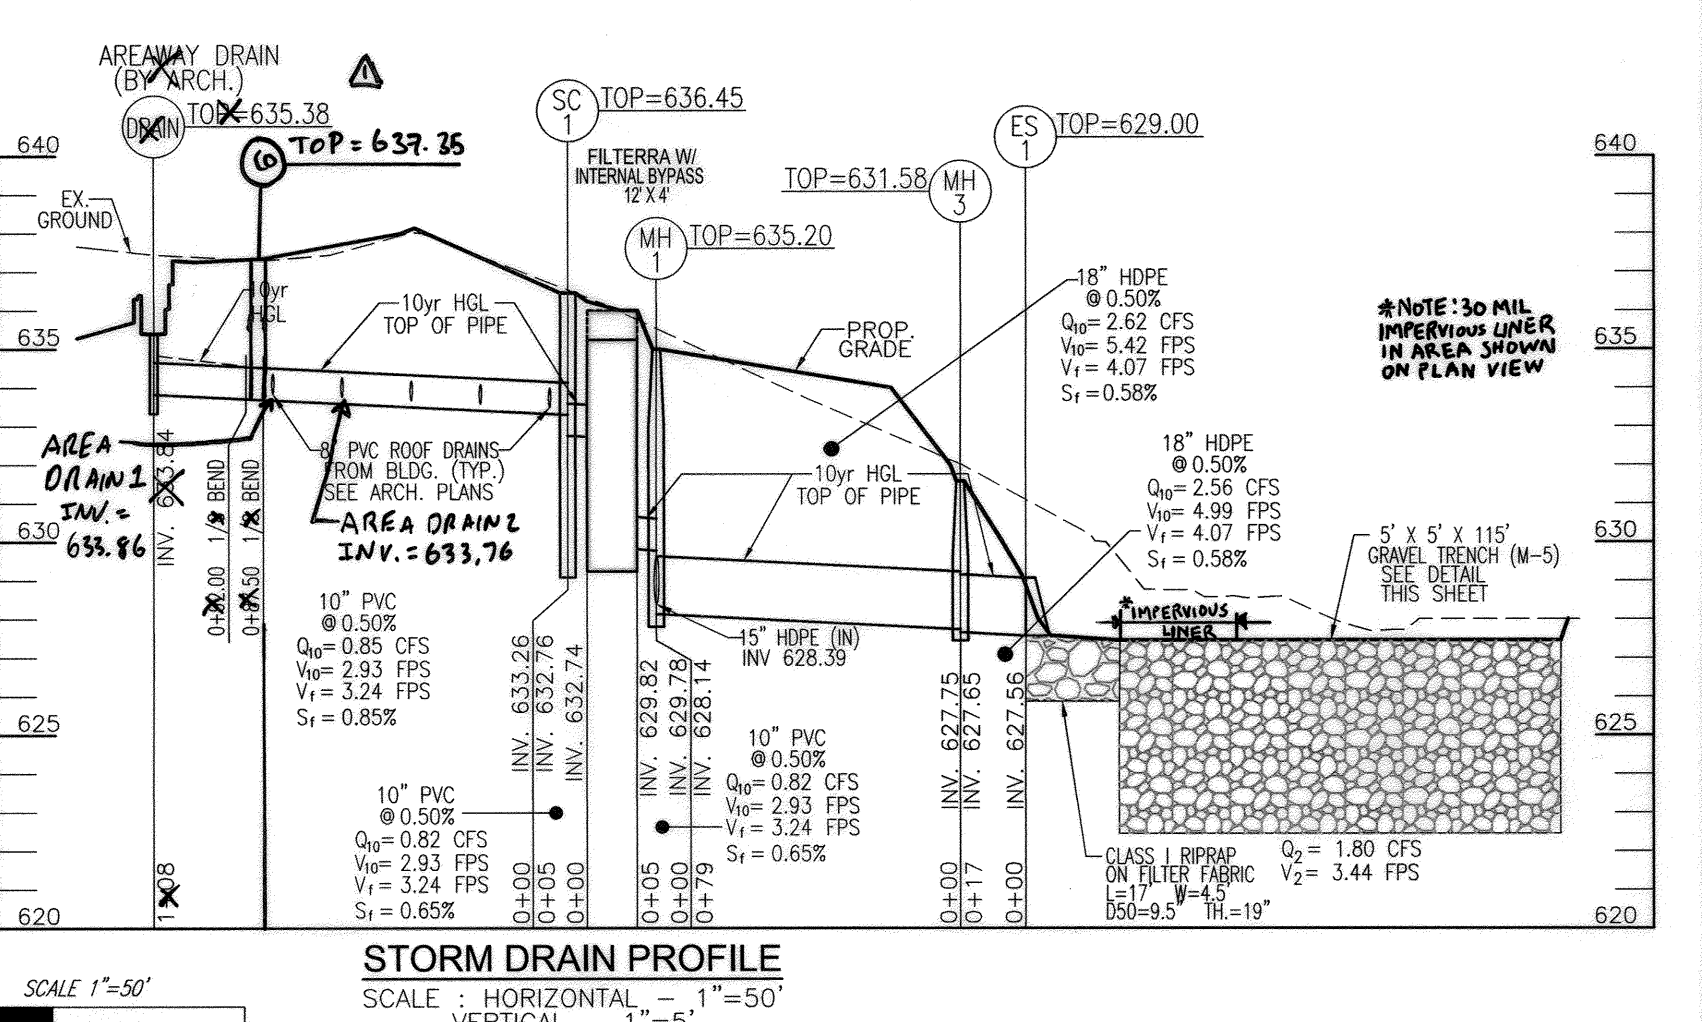 AREAWAY DRAIN
(BY ARCH.)
DRAIN
TOP=635.38
1
CO
TOP = 637.35
SC
1
TOP=636.45
FILTERRA W/
INTERNAL BYPASS
12' X 4'
MH
1
TOP=635.20
TOP=631.58
MH
3
ES
1
TOP=629.00
640
635
630
625
620
640
635
630
625
620
EX.
GROUND
10yr
HGL
10yr HGL
TOP OF PIPE
PROP.
GRADE
18" HDPE
@ 0.50%
Q10= 2.62 CFS
V10= 5.42 FPS
Vf = 4.07 FPS
Sf = 0.58%
*NOTE: 30 MIL
IMPERVIOUS LINER
IN AREA SHOWN
ON PLAN VIEW
AREA
DRAIN 1
INV. =
633.86
INV. 633.84
0+82.00 1/8 BEND
1/8 BEND
8" PVC ROOF DRAINS
FROM BLDG. (TYP.)
SEE ARCH. PLANS
AREA DRAIN 2
INV. = 633.76
10yr HGL
TOP OF PIPE
18" HDPE
@ 0.50%
Q10= 2.56 CFS
V10= 4.99 FPS
Vf = 4.07 FPS
Sf = 0.58%
5' X 5' X 115'
GRAVEL TRENCH (M-5)
SEE DETAIL
THIS SHEET
*IMPERVIOUS
LINER
10" PVC
@ 0.50%
Q10= 0.85 CFS
V10= 2.93 FPS
Vf = 3.24 FPS
Sf = 0.85%
15" HDPE (IN)
INV 628.39
INV. 633.26
INV. 632.76
INV. 632.74
INV. 629.82
INV. 629.78
INV. 628.14
INV. 627.75
INV. 627.65
INV. 627.56
10" PVC
@ 0.50%
Q10= 0.82 CFS
V10= 2.93 FPS
Vf = 3.24 FPS
Sf = 0.65%
10" PVC
@ 0.50%
Q10= 0.82 CFS
V10= 2.93 FPS
Vf = 3.24 FPS
Sf = 0.65%
0+00
0+05
0+00
0+05
0+00
0+79
0+00
0+17
0+00
CLASS I RIPRAP
ON FILTER FABRIC
L=17' W=4.5'
D50=9.5" TH.=19"
Q2 = 1.80 CFS
V2= 3.44 FPS
STORM DRAIN PROFILE
SCALE : HORIZONTAL - 1"=50'
VERTICAL 1"=5'
SCALE 1"=50'